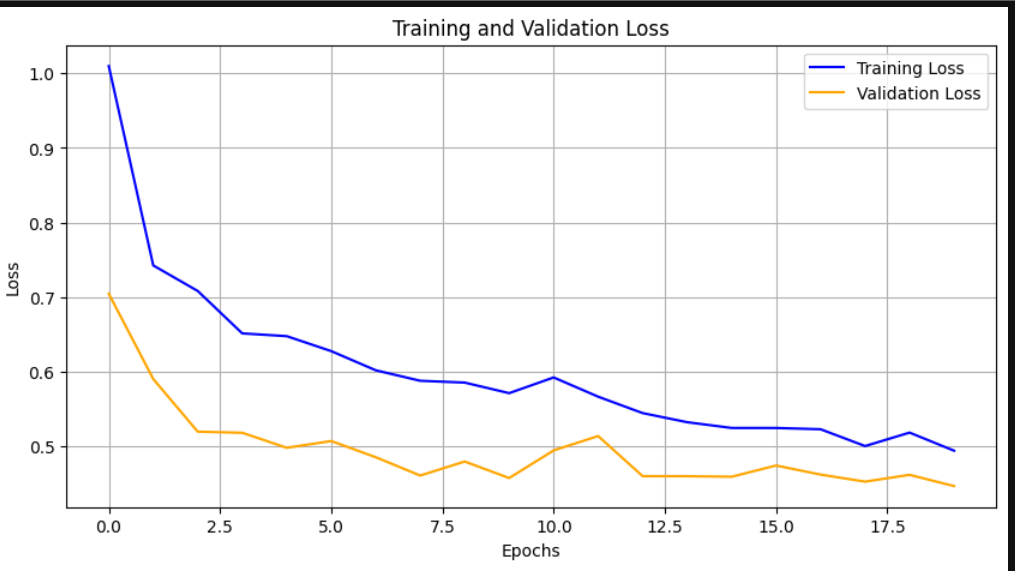 Training and Validation Loss
Training Loss
Validation Loss
1.0
0.9
0.8
0.7
0.6
0.5
Loss
0.0 2.5 5.0 7.5 10.0 12.5 15.0 17.5
Epochs